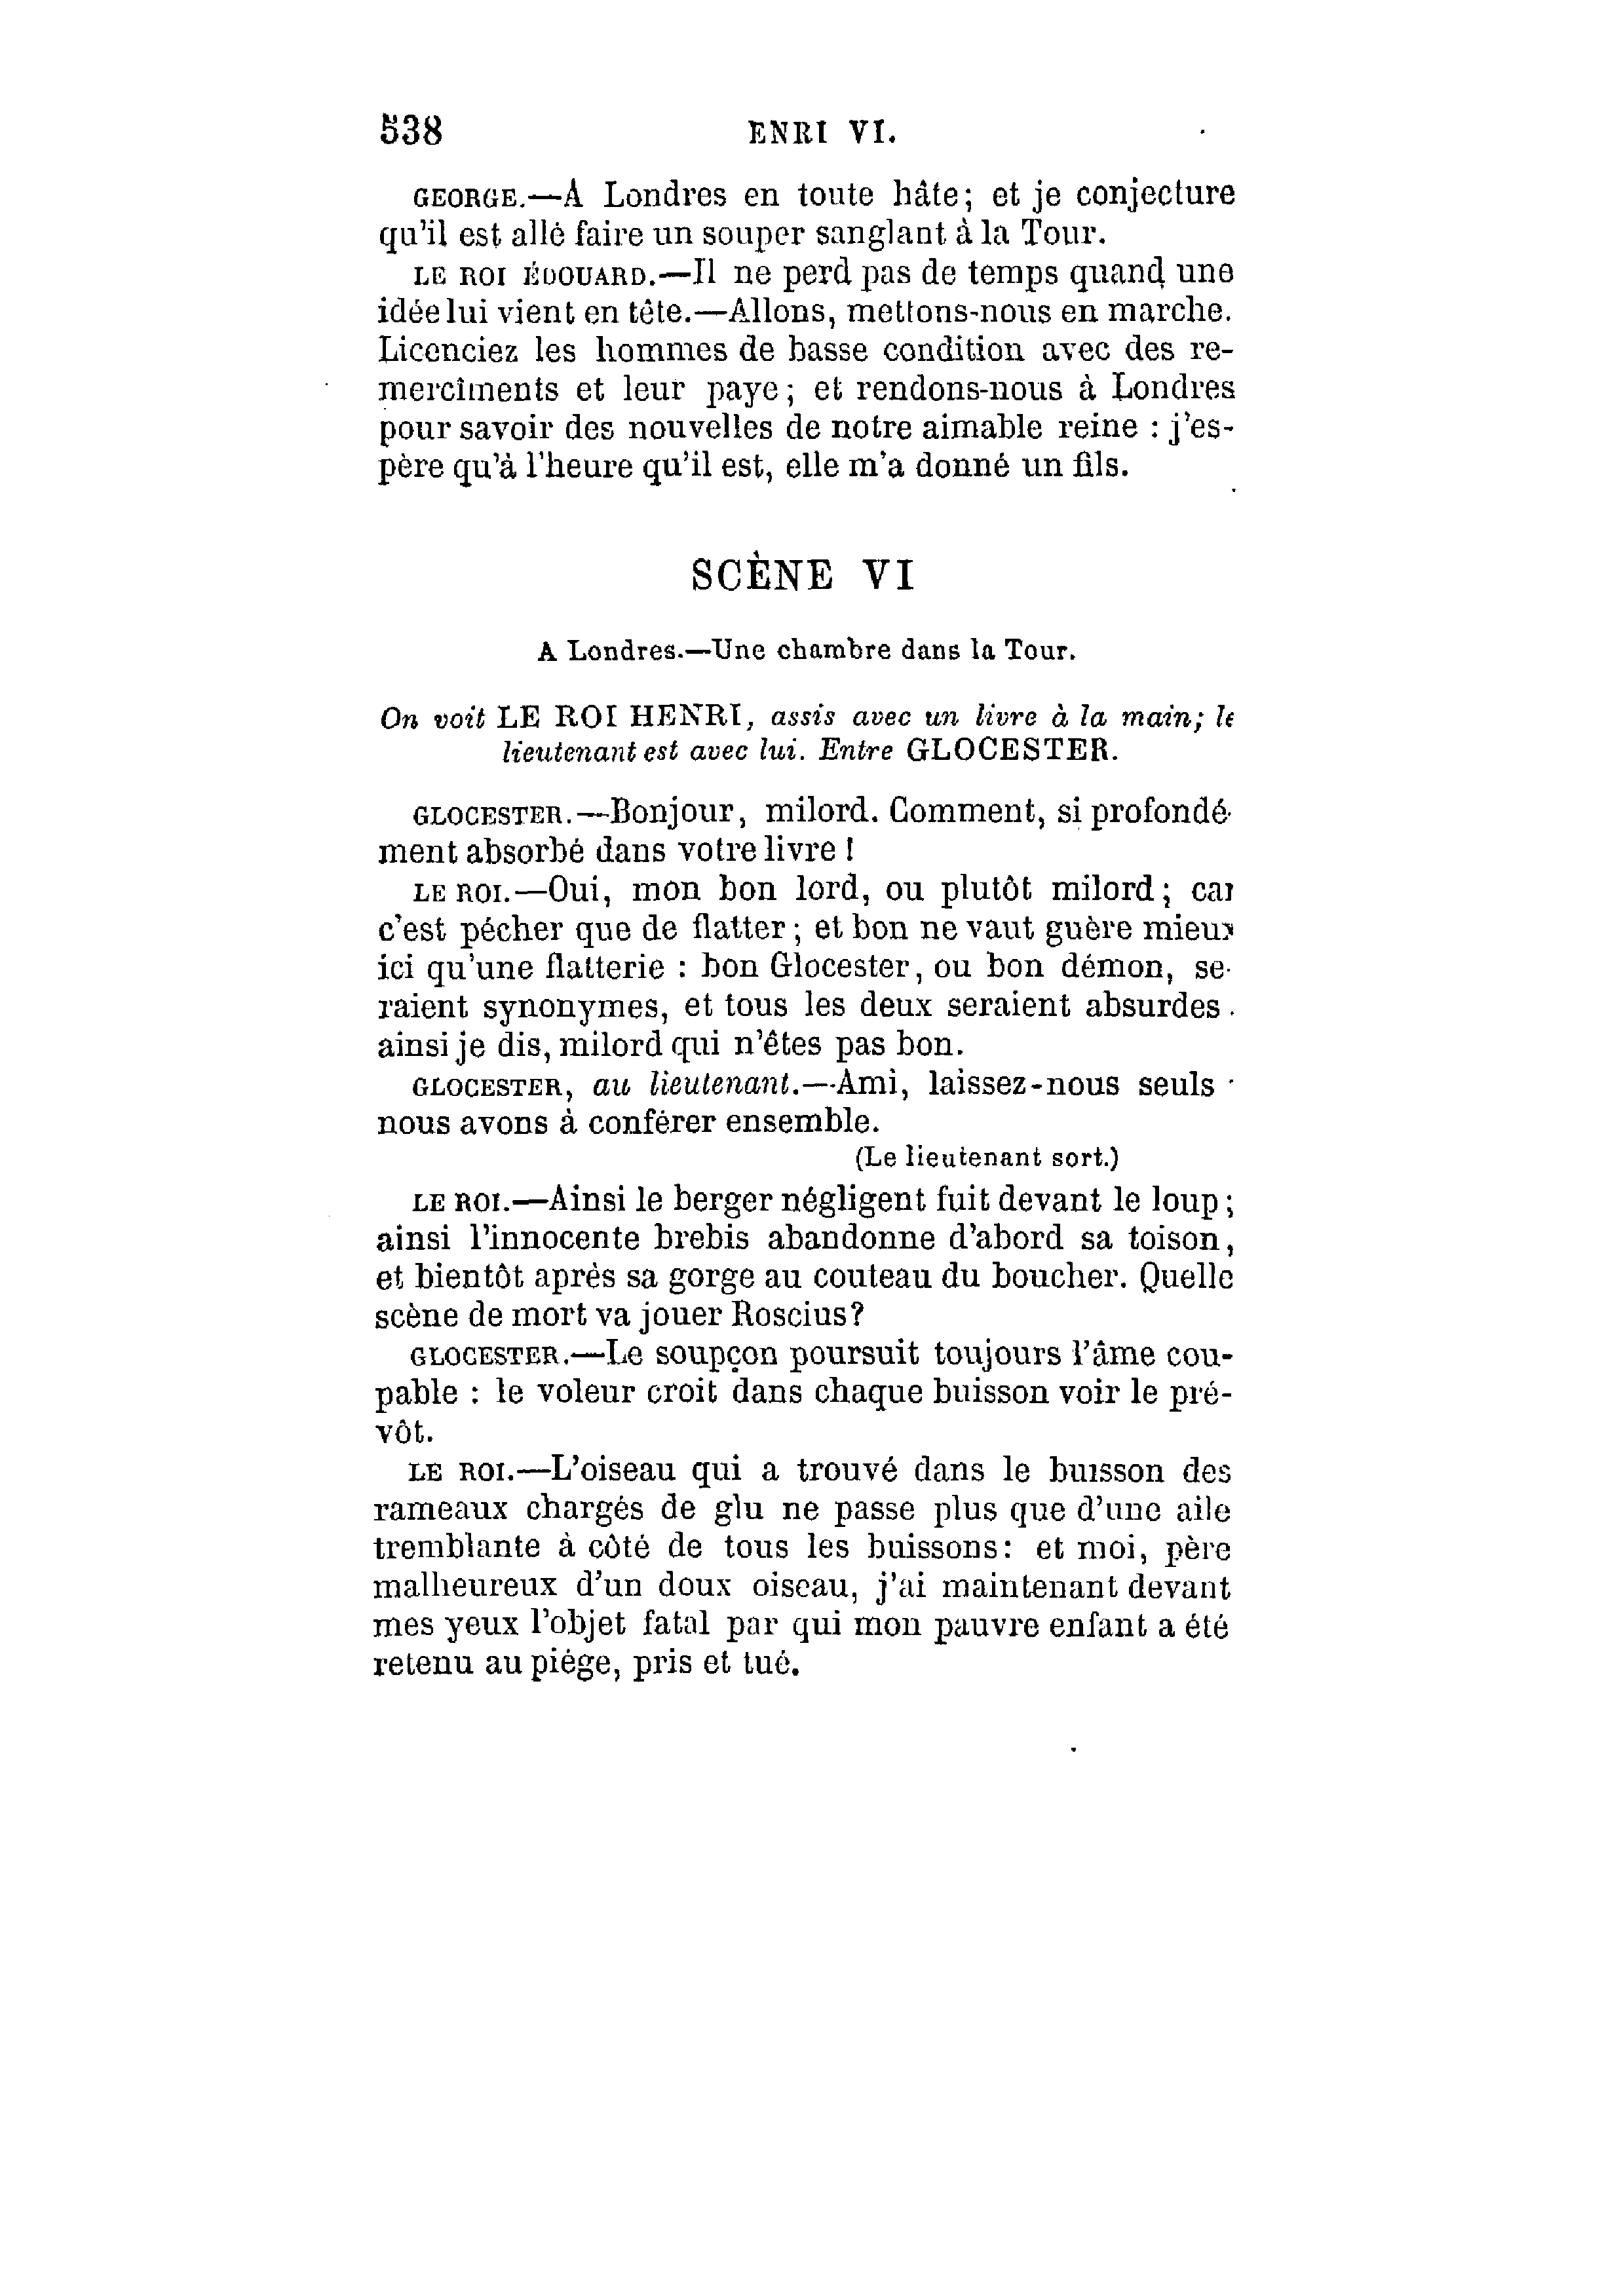 538 ENRI VI.
GEORGE.—A Londres en toute hâte; et je conjecture
qu'il est allé faire un souper sanglant à la Tour.
LE ROI ÉDOUARD.—Il ne perd pas de temps quand une
idée lui vient en tête.—Allons, mettons-nous en marche.
Licenciez les hommes de basse condition avec des re-
mercîments et leur paye; et rendons-nous à Londres
pour savoir des nouvelles de notre aimable reine : j'es-
père qu'à l'heure qu'il est, elle m'a donné un fils.
SCÈNE VI
A Londres.—Une chambre dans la Tour.
On voit LE ROI HENRI, assis avec un livre à la main; le
lieutenant est avec lui. Entre GLOCESTER.
GLOCESTER.—Bonjour, milord. Comment, si profondé-
ment absorbé dans votre livre !
LE ROI.—Oui, mon bon lord, ou plutôt milord; car
c'est pécher que de flatter; et bon ne vaut guère mieux
ici qu'une flatterie : bon Glocester, ou bon démon, se-
raient synonymes, et tous les deux seraient absurdes.
ainsi je dis, milord qui n'êtes pas bon.
GLOCESTER, au lieutenant.—Ami, laissez-nous seuls ·
nous avons à conférer ensemble.
(Le lieutenant sort.)
LE ROI.—Ainsi le berger négligent fuit devant le loup;
ainsi l'innocente brebis abandonne d'abord sa toison,
et bientôt après sa gorge au couteau du boucher. Quelle
scène de mort va jouer Roscius?
GLOCESTER.—Le soupçon poursuit toujours l'âme cou-
pable : le voleur croit dans chaque buisson voir le pré-
vôt.
LE ROI.—L'oiseau qui a trouvé dans le buisson des
rameaux chargés de glu ne passe plus que d'une aile
tremblante à côté de tous les buissons: et moi, père
malheureux d'un doux oiseau, j'ai maintenant devant
mes yeux l'objet fatal par qui mon pauvre enfant a été
retenu au piége, pris et tué.